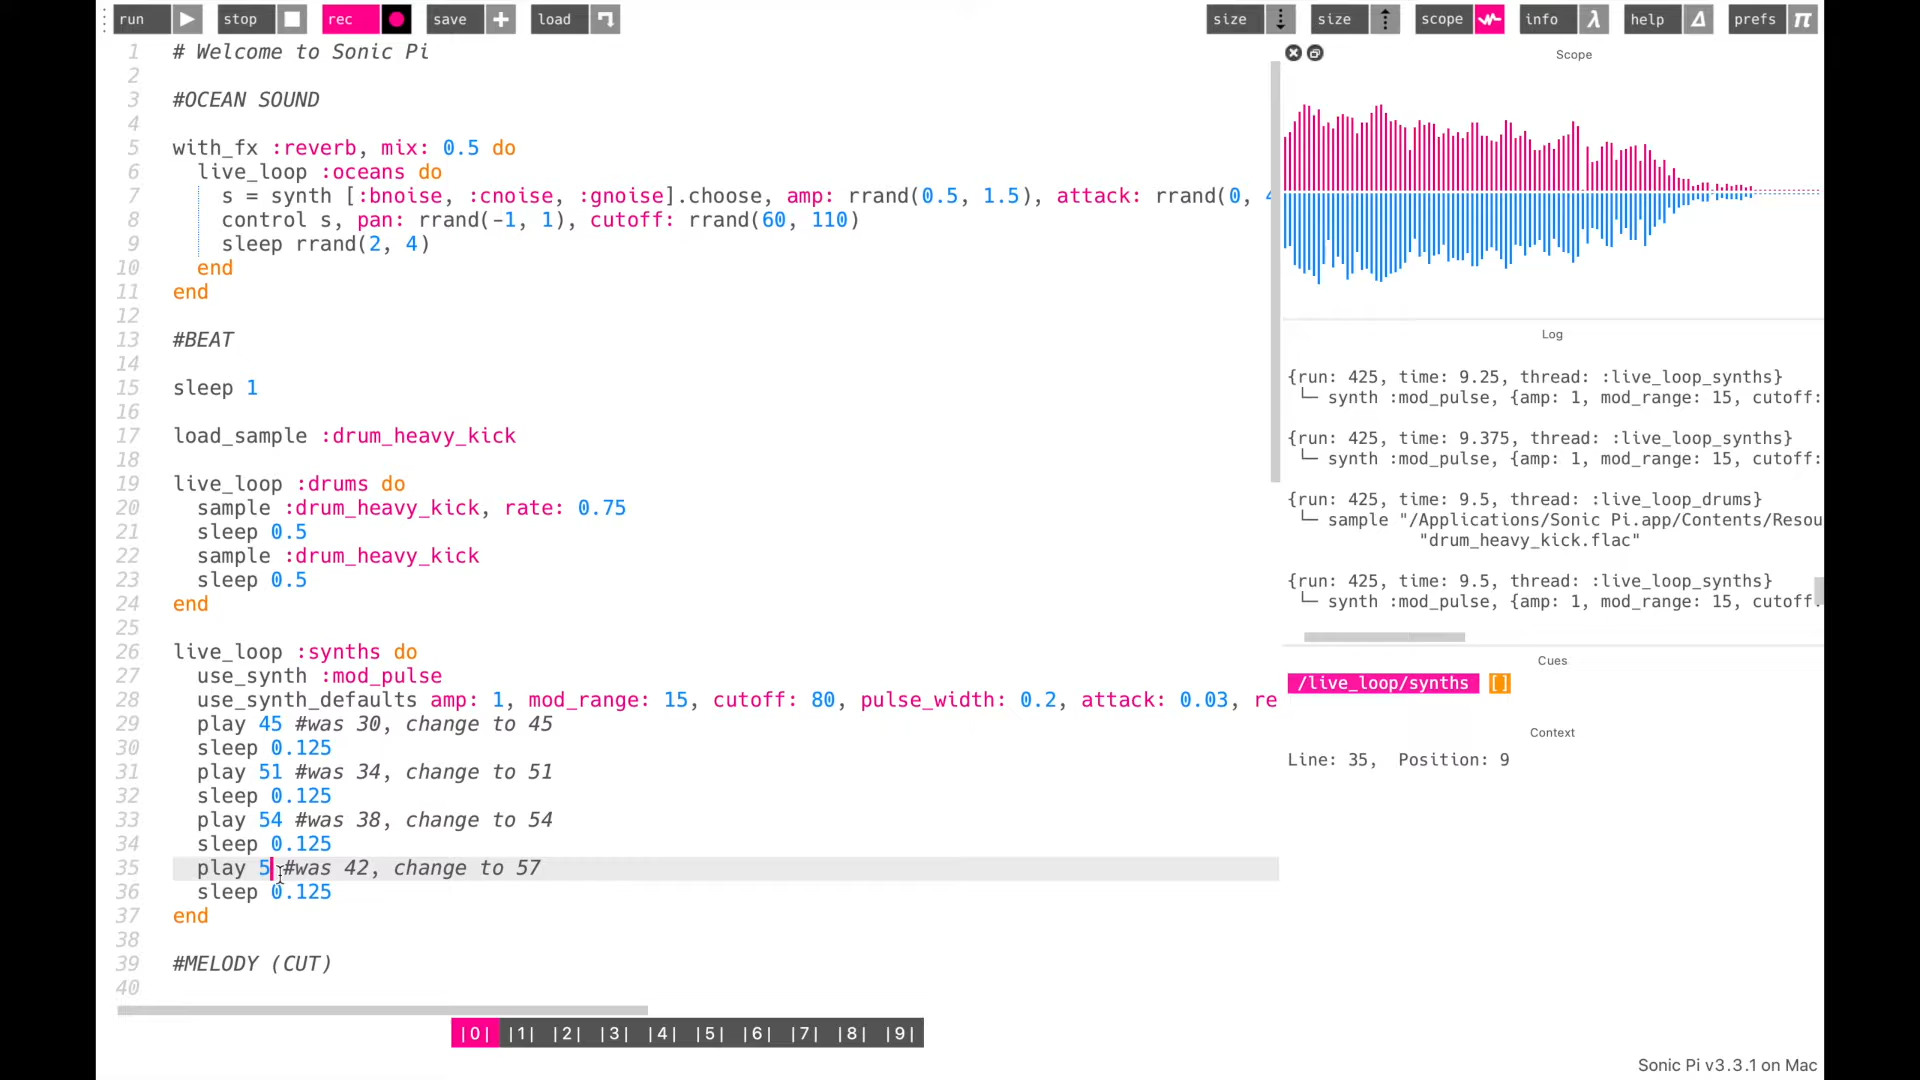 run stop rec save load size size scope info help prefs
1 # Welcome to Sonic Pi
2
3 #OCEAN SOUND
4
5 with_fx :reverb, mix: 0.5 do
6 live_loop :oceans do
7 s = synth [:bnoise, :cnoise, :gnoise].choose, amp: rrand(0.5, 1.5), attack: rrand(0, 4
8 control s, pan: rrand(-1, 1), cutoff: rrand(60, 110)
9 sleep rrand(2, 4)
10 end
11 end
12
13 #BEAT
14
15 sleep 1
16
17 load_sample :drum_heavy_kick
18
19 live_loop :drums do
20 sample :drum_heavy_kick, rate: 0.75
21 sleep 0.5
22 sample :drum_heavy_kick
23 sleep 0.5
24 end
25
26 live_loop :synths do
27 use_synth :mod_pulse
28 use_synth_defaults amp: 1, mod_range: 15, cutoff: 80, pulse_width: 0.2, attack: 0.03, re
29 play 45 #was 30, change to 45
30 sleep 0.125
31 play 51 #was 34, change to 51
32 sleep 0.125
33 play 54 #was 38, change to 54
34 sleep 0.125
35 play 5 #was 42, change to 57
36 sleep 0.125
37 end
38
39 #MELODY (CUT)
40
|0| |1| |2| |3| |4| |5| |6| |7| |8| |9|
Scope
Log
{run: 425, time: 9.25, thread: :live_loop_synths}
└─ synth :mod_pulse, {amp: 1, mod_range: 15, cutoff:
{run: 425, time: 9.375, thread: :live_loop_synths}
└─ synth :mod_pulse, {amp: 1, mod_range: 15, cutoff:
{run: 425, time: 9.5, thread: :live_loop_drums}
└─ sample "/Applications/Sonic Pi.app/Contents/Resou
"drum_heavy_kick.flac"
{run: 425, time: 9.5, thread: :live_loop_synths}
└─ synth :mod_pulse, {amp: 1, mod_range: 15, cutoff:
Cues
/live_loop/synths []
Context
Line: 35, Position: 9
Sonic Pi v3.3.1 on Mac